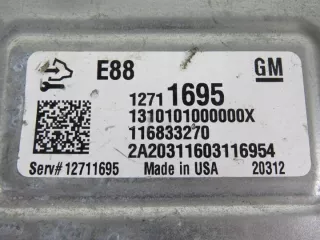 E88
GM
12711695
1310101000000X
116833270
2A20311603116954
Serv# 12711695 Made in USA 20312